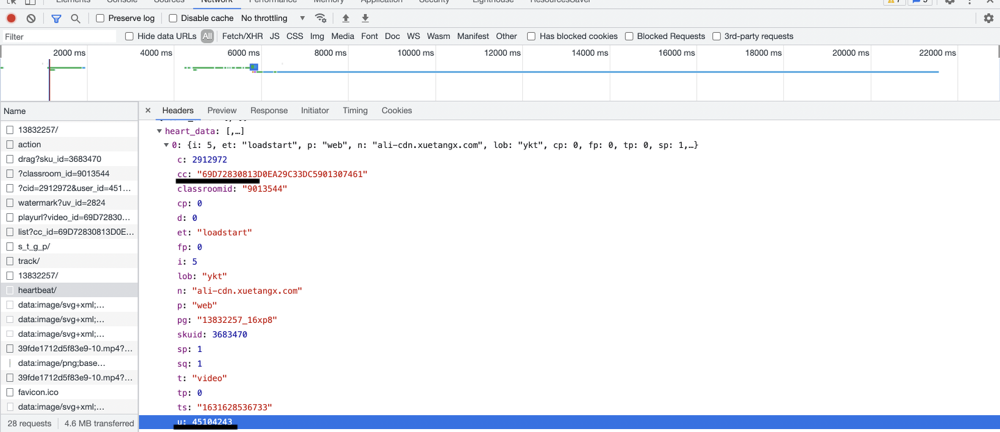 Elements Console Sources Network Performance Memory Application Security Lighthouse ResourcesSaver
Preserve log Disable cache No throttling
Filter Hide data URLs All Fetch/XHR JS CSS Img Media Font Doc WS Wasm Manifest Other Has blocked cookies Blocked Requests 3rd-party requests
2000 ms 4000 ms 6000 ms 8000 ms 10000 ms 12000 ms 14000 ms 16000 ms 18000 ms 20000 ms 22000 ms
Name × Headers Preview Response Initiator Timing Cookies
13832257/
action
drag?sku_id=3683470
?classroom_id=9013544
?cid=2912972&user_id=451...
watermark?uv_id=2824
playurl?video_id=69D72830...
list?cc_id=69D72830813D0E...
s_t_g_p/
track/
13832257/
heartbeat/
data:image/svg+xml;...
data:image/svg+xml;...
data:image/svg+xml;...
39fde1712d5f83e9-10.mp4?...
data:image/png;base...
39fde1712d5f83e9-10.mp4?...
favicon.ico
data:image/svg+xml;...
28 requests 4.6 MB transferred
heart_data: [,…]
0: {i: 5, et: "loadstart", p: "web", n: "ali-cdn.xuetangx.com", lob: "ykt", cp: 0, fp: 0, tp: 0, sp: 1,…}
c: 2912972
cc: "69D72830813D0EA29C33DC5901307461"
classroomid: "9013544"
cp: 0
d: 0
et: "loadstart"
fp: 0
i: 5
lob: "ykt"
n: "ali-cdn.xuetangx.com"
p: "web"
pg: "13832257_16xp8"
skuid: 3683470
sp: 1
sq: 1
t: "video"
tp: 0
ts: "1631628536733"
u: 45104243